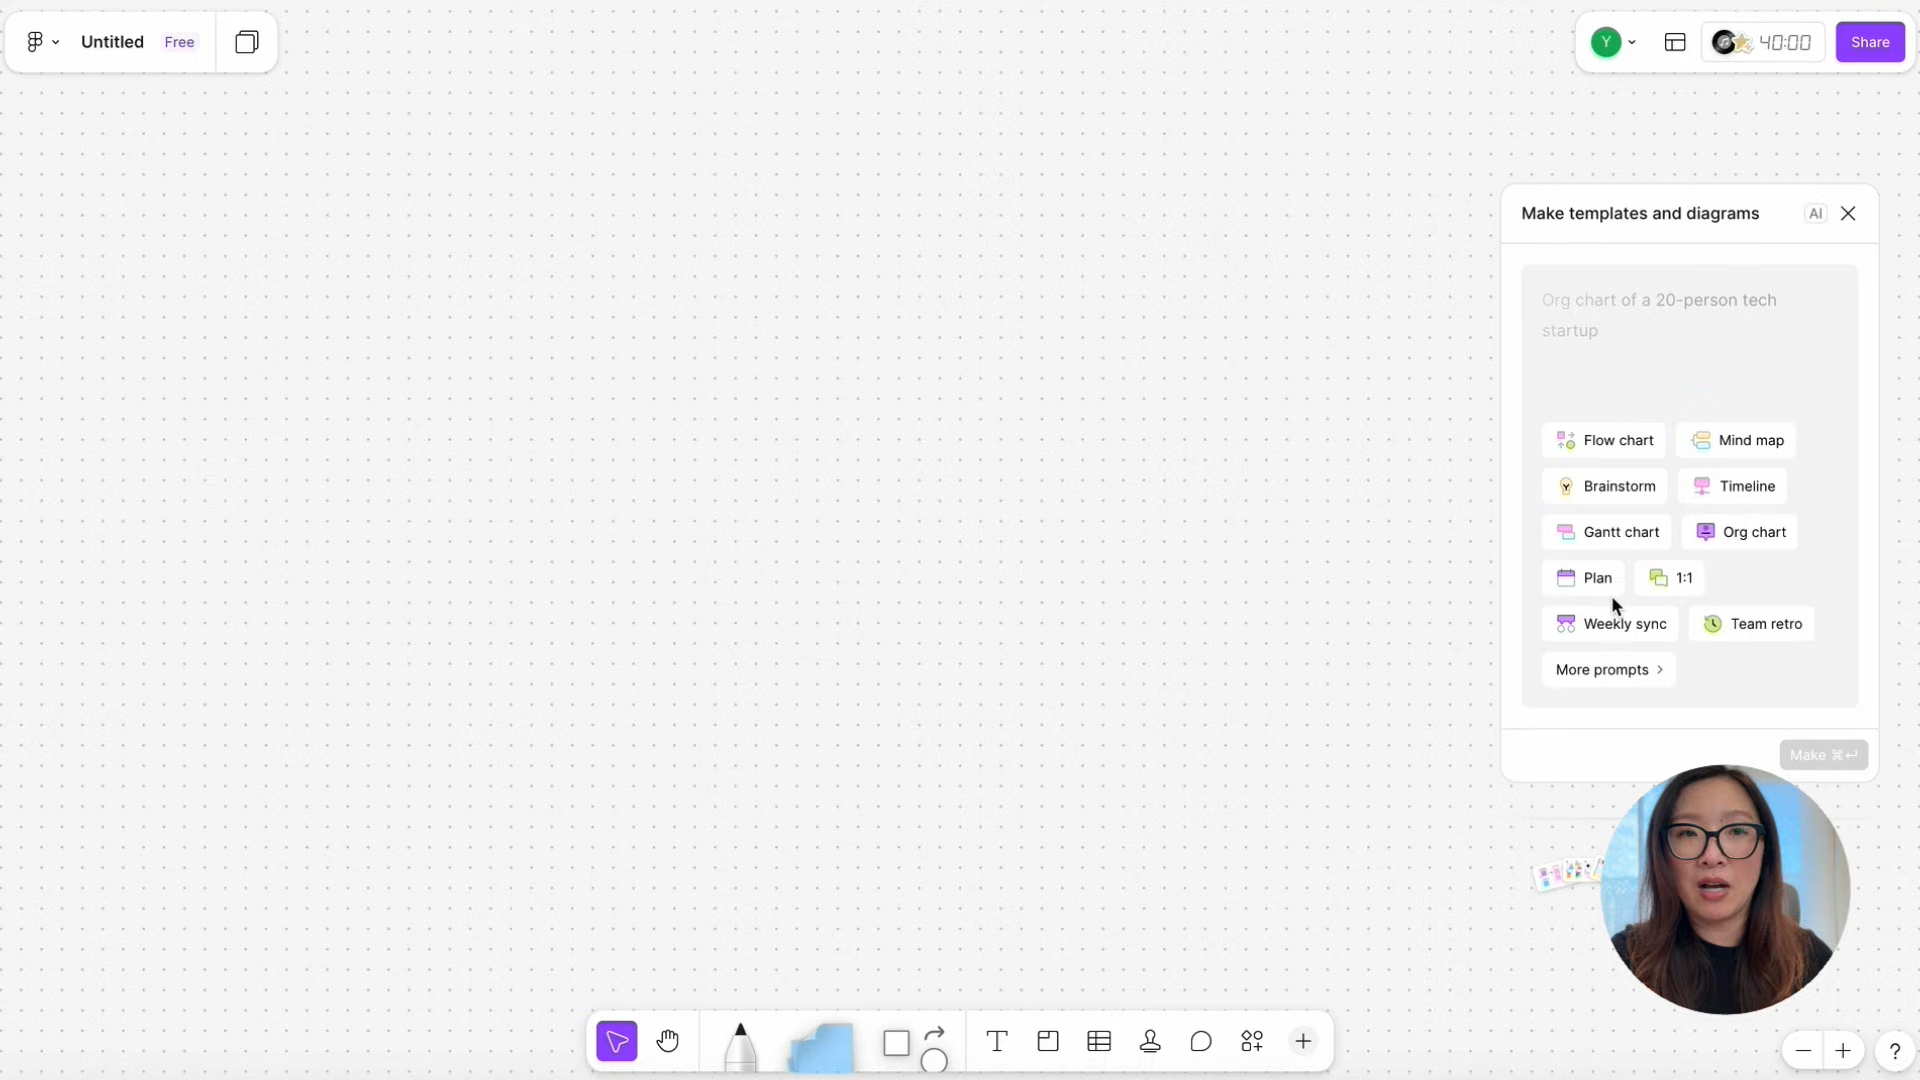 Untitled Free
Y
40:00
Share
Make templates and diagrams AI
Org chart of a 20-person tech
startup
Flow chart
Mind map
Brainstorm
Timeline
Gantt chart
Org chart
Plan
1:1
Weekly sync
Team retro
More prompts >
Make ⌘↵
T
?